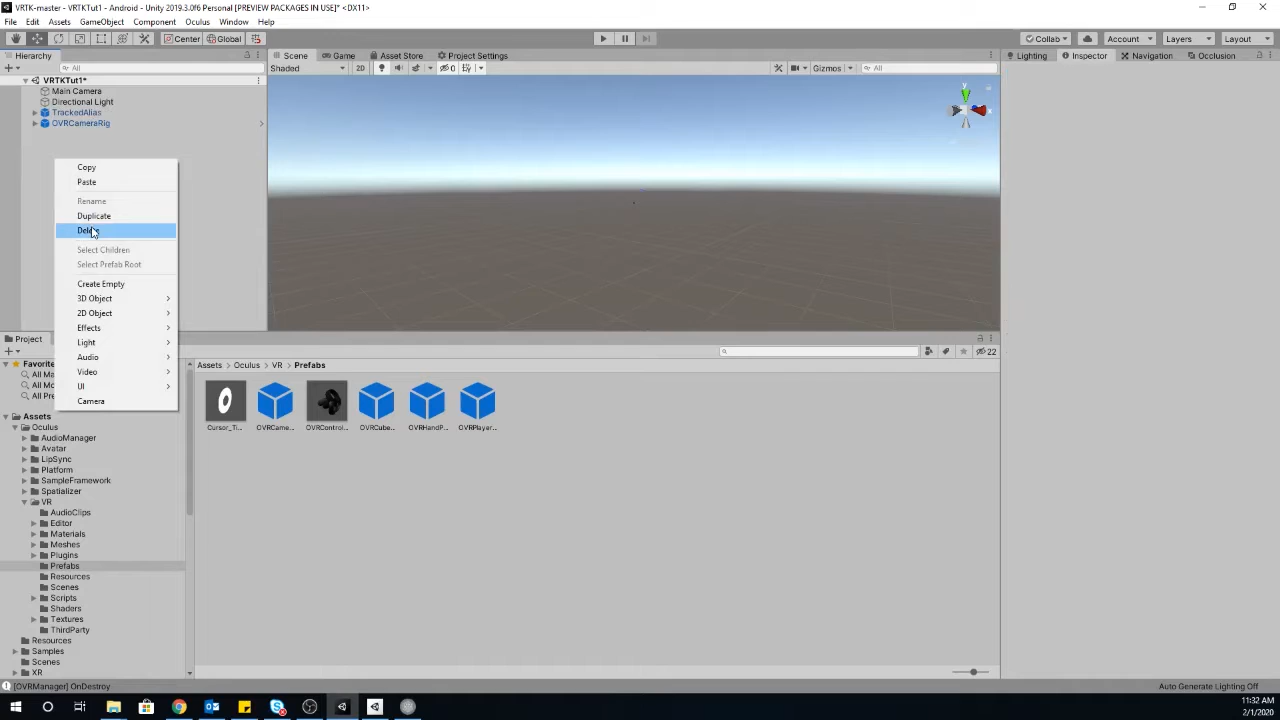 VRTK-master - VRTKTut1 - Android - Unity 2019.3.0f6 Personal [PREVIEW PACKAGES IN USE]* <DX11>
File Edit Assets GameObject Component Oculus Window Help
Center Global Collab Account Layers Layout
Hierarchy
All
VRTKTut1*
Main Camera
Directional Light
TrackedAlias
OVRCameraRig
Copy
Paste
Rename
Duplicate
Select Children
Select Prefab Root
Create Empty
3D Object
2D Object
Effects
Light
Audio
Video
UI
Camera
Scene Game Asset Store Project Settings
Shaded 2D 0 Gizmos All
y
x
Lighting Inspector Navigation Occlusion
Project
22
Assets > Oculus > VR > Prefabs
Cursor_Ti... OVRCame... OVRControl... OVRCube... OVRHandP... OVRPlayer...
Favorite
All Ma
All Mo
All Pre
Assets
Oculus
AudioManager
Avatar
LipSync
Platform
SampleFramework
Spatializer
VR
AudioClips
Editor
Materials
Meshes
Plugins
Prefabs
Resources
Scenes
Scripts
Shaders
Textures
ThirdParty
Resources
Samples
Scenes
XR
[OVRManager] OnDestroy
Auto Generate Lighting Off
11:32 AM
2/1/2020